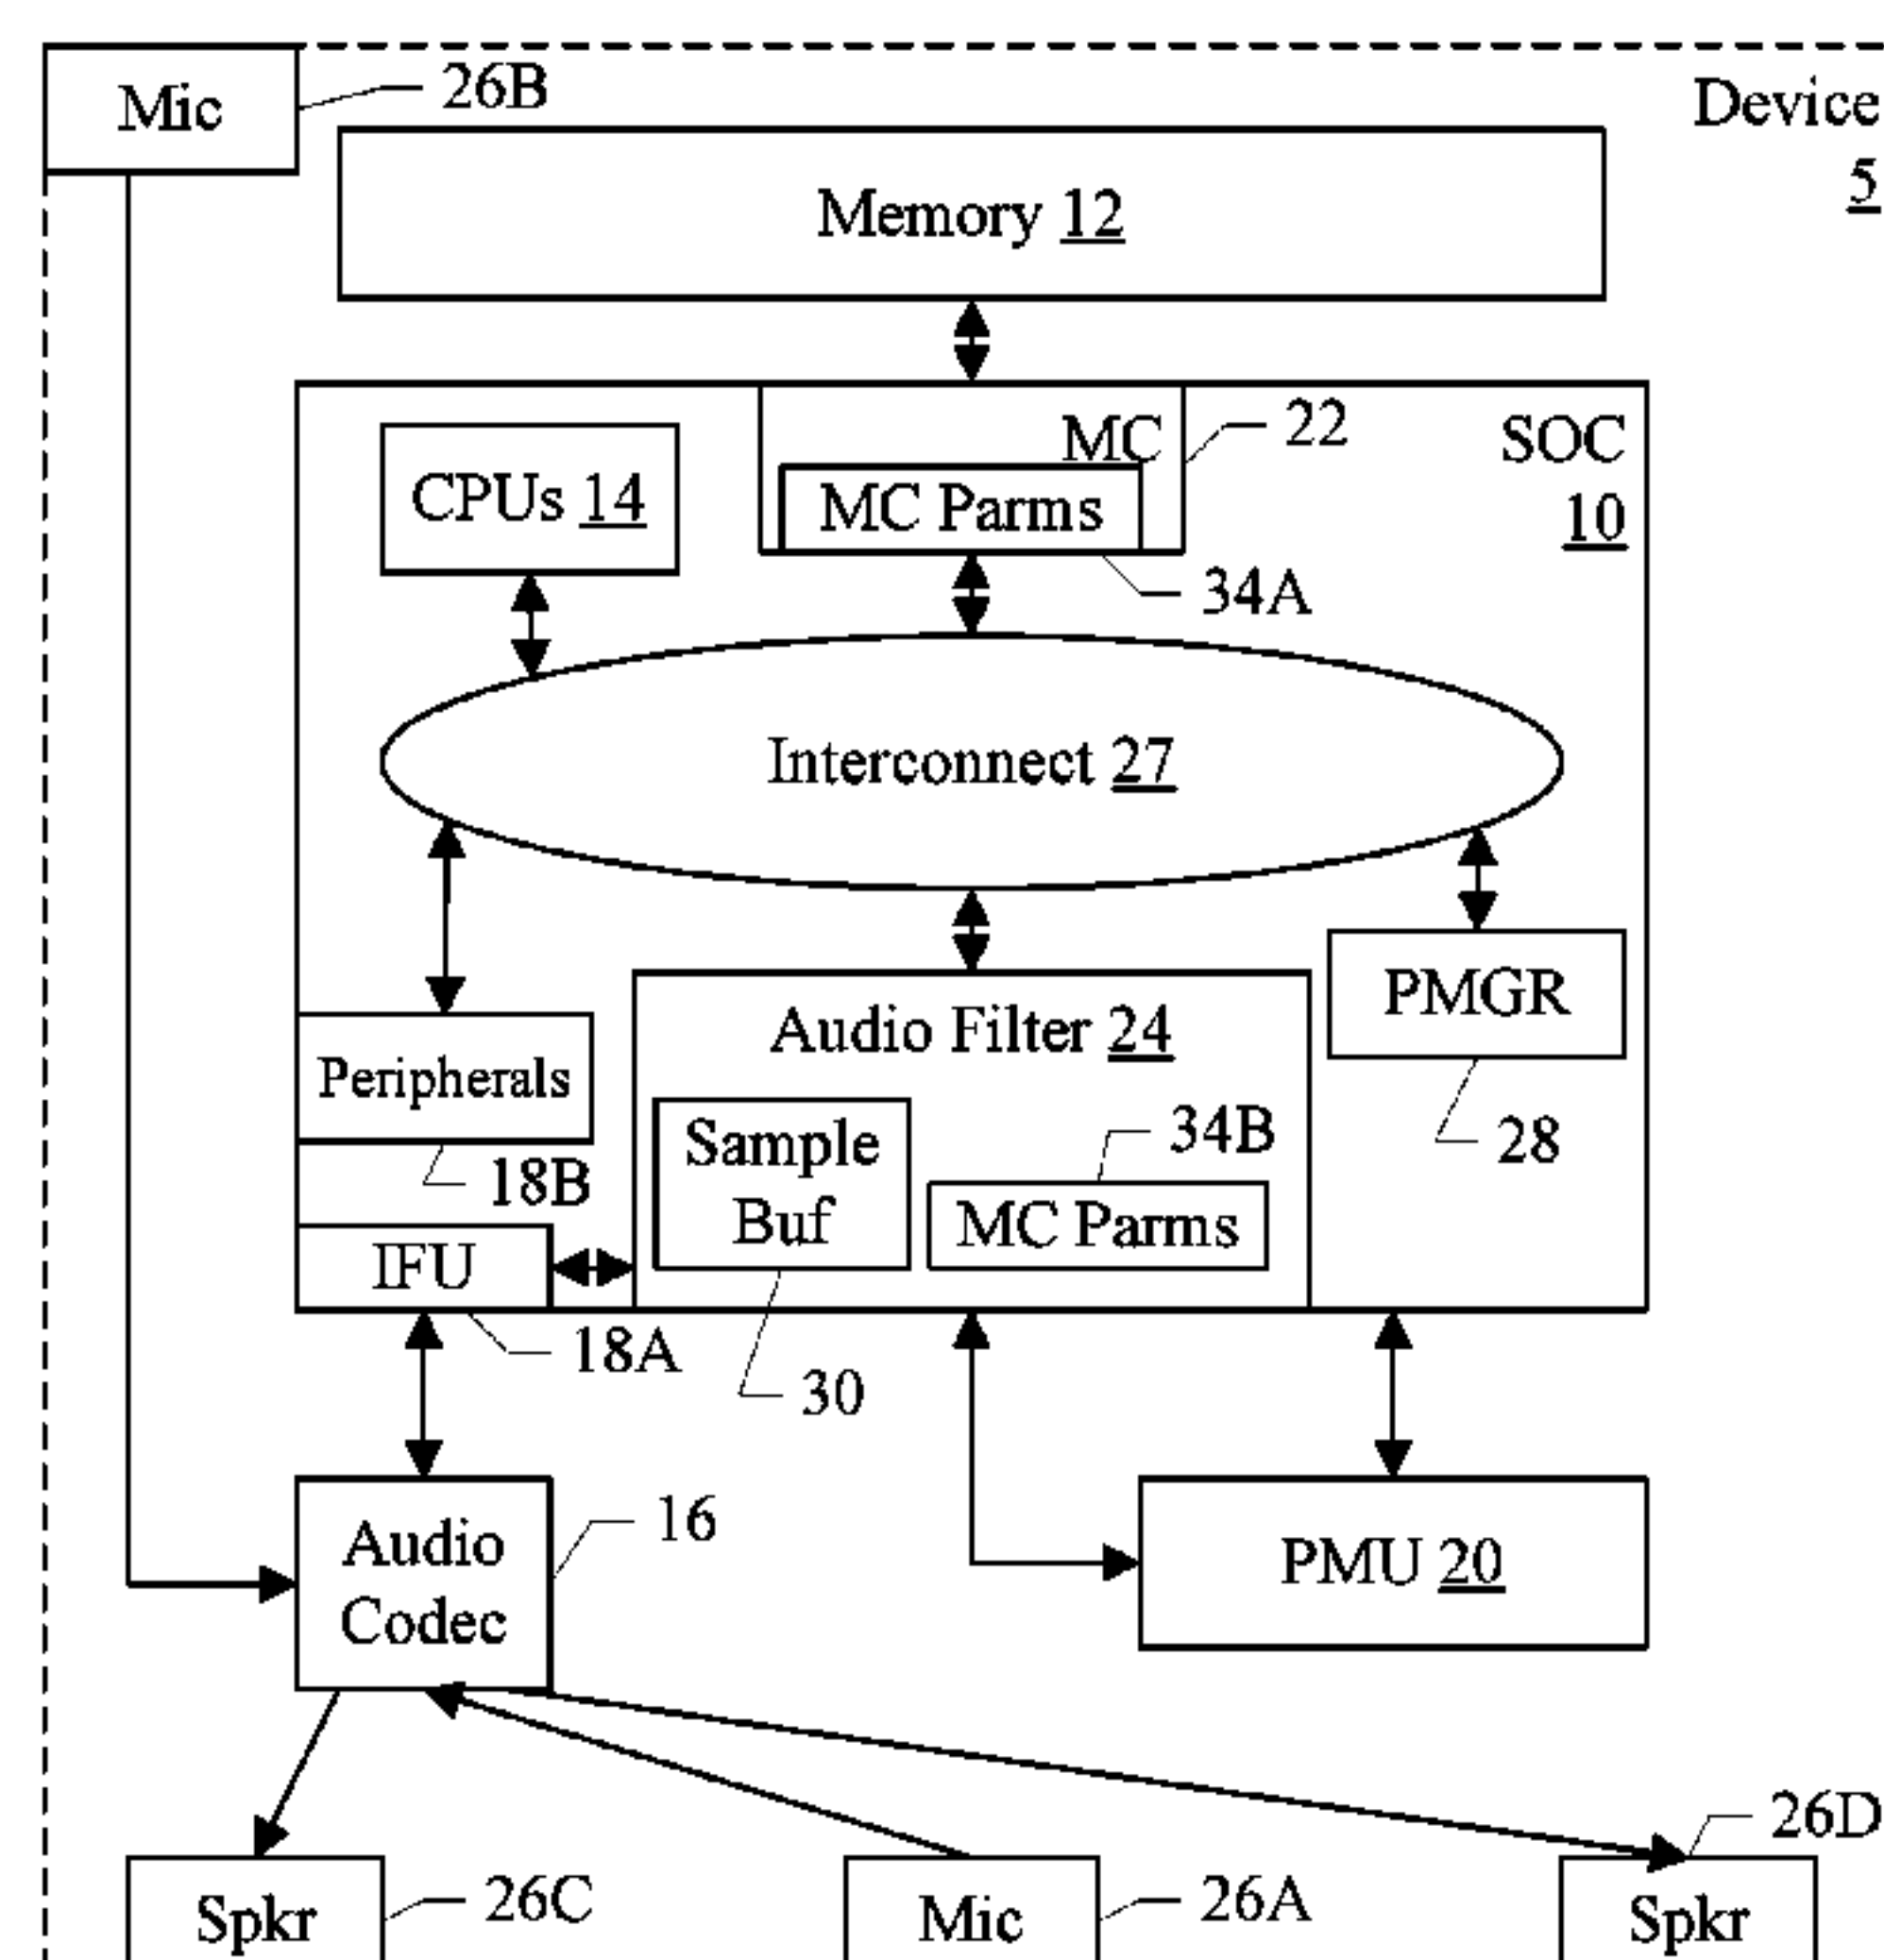 Mic
26B
Device
5
Memory 12
MC
22
SOC
10
CPUs 14
MC Parms
34A
Interconnect 27
PMGR
28
Audio Filter 24
Peripherals
18B
Sample
Buf
34B
MC Parms
IFU
18A
30
Audio
Codec
16
PMU 20
26D
Spkr
26C
Mic
26A
Spkr